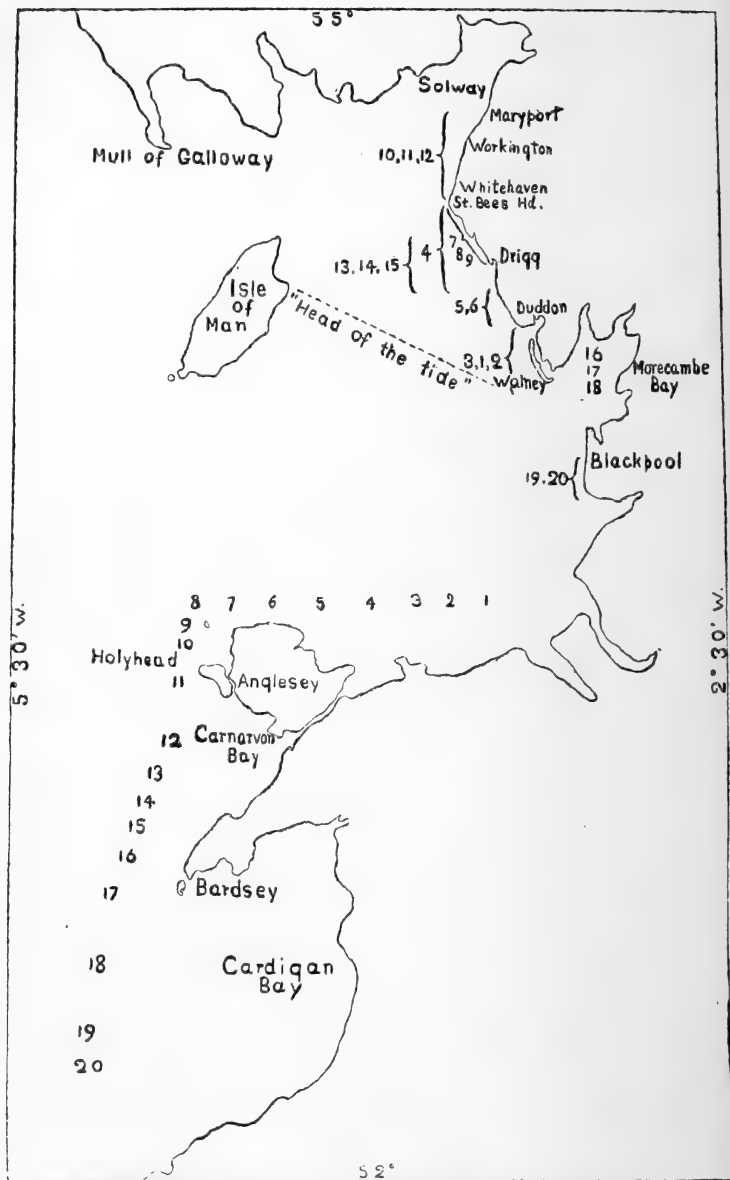 55°
Solway
Maryport
Mull of Galloway
10,11,12
Workington
Whitehaven
St. Bees Hd.
13, 14, 15
4
7
8
9
Drigg
Isle
of
Man
"Head of the tide"
5,6
Duddon
3,1,2
Walney
16
17
18
Morecambe
Bay
Blackpool
19.20
8 7 6 5 4 3 2 1
9
10
Holyhead
11
Anglesey
5°30' W.
2°30' W.
12
Carnarvon
Bay
13
14
15
16
17
Bardsey
18
Cardigan
Bay
19
20
52°